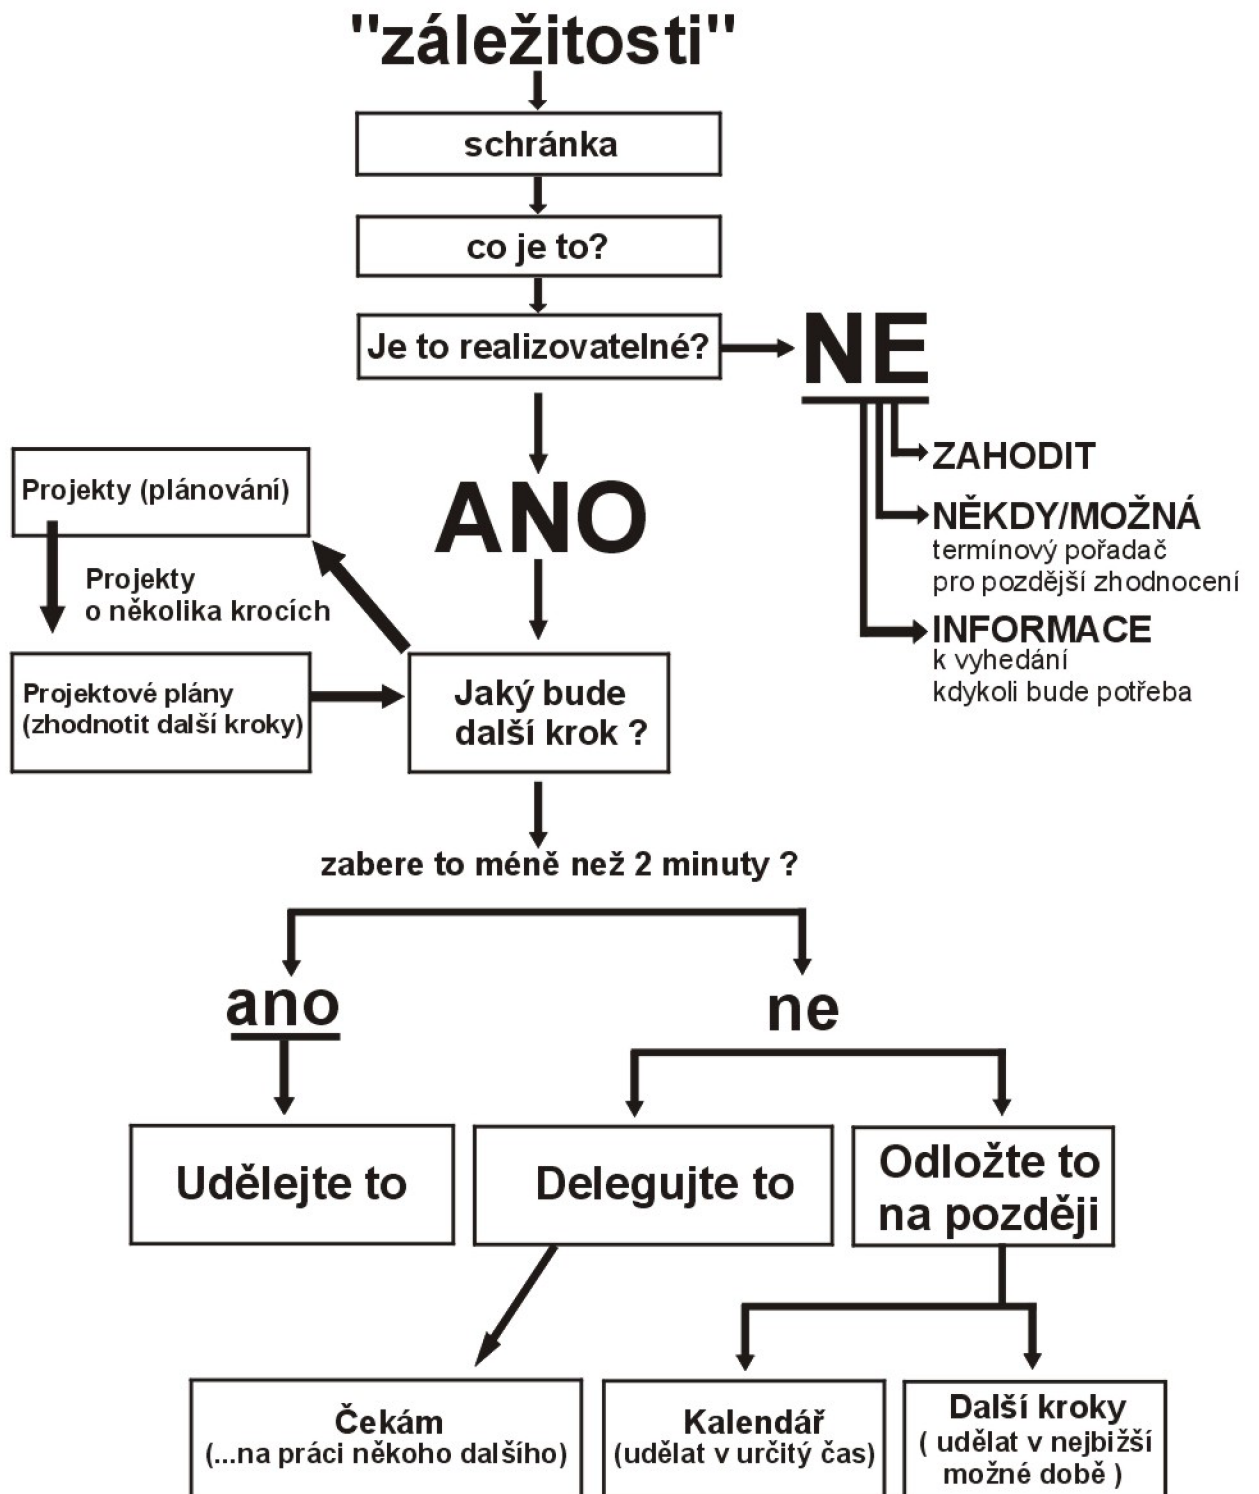 "záležitosti"
schránka
co je to?
Je to realizovatelné?
NE
ZAHODIT
NĚKDY/MOŽNÁ
termínový pořadač
pro pozdější zhodnocení
INFORMACE
k vyhedání
kdykoli bude potřeba
ANO
Projekty (plánování)
Projekty
o několika krocích
Projektové plány
(zhodnotit další kroky)
Jaký bude
další krok ?
zabere to méně než 2 minuty ?
ano
ne
Udělejte to
Delegujte to
Odložte to
na později
Čekám
(...na práci někoho dalšího)
Kalendář
(udělat v určitý čas)
Další kroky
( udělat v nejbižší
možné době )